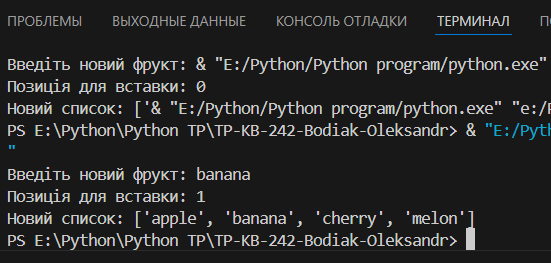 ПРОБЛЕМЫ ВЫХОДНЫЕ ДАННЫЕ КОНСОЛЬ ОТЛАДКИ ТЕРМИНАЛ
Введіть новий фрукт: & "E:/Python/Python program/python.exe"
Позиція для вставки: 0
Новий список: ['& "E:/Python/Python program/python.exe" "e:/P
PS E:\Python\Python TP\TP-KB-242-Bodiak-Oleksandr> & "E:/Pyth
"
Введіть новий фрукт: banana
Позиція для вставки: 1
Новий список: ['apple', 'banana', 'cherry', 'melon']
PS E:\Python\Python TP\TP-KB-242-Bodiak-Oleksandr>